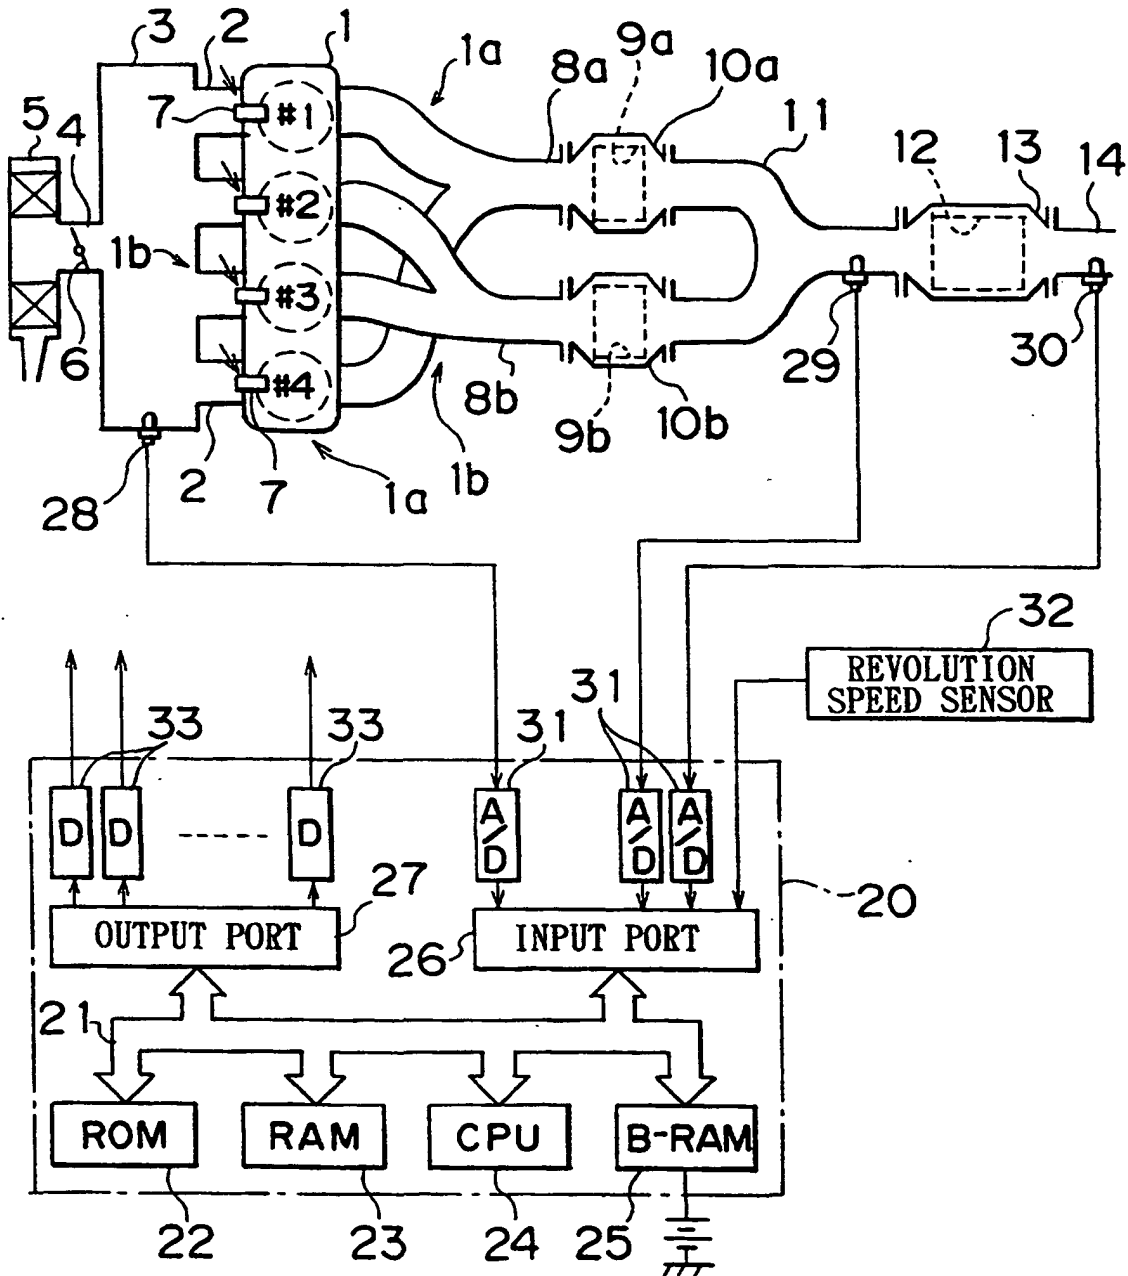 3 2 1 1a 8a 9a 10a 11 12 13 14
7 #1
5 4
#2
1b
#3
6
#4
29 30
8b 9b 10b
2 7 1a 1b
28
32
REVOLUTION
SPEED SENSOR
31 31
33 33
D D D
A/D A/D A/D
27 20
OUTPUT PORT
26
INPUT PORT
21
ROM RAM CPU B-RAM
22 23 24 25